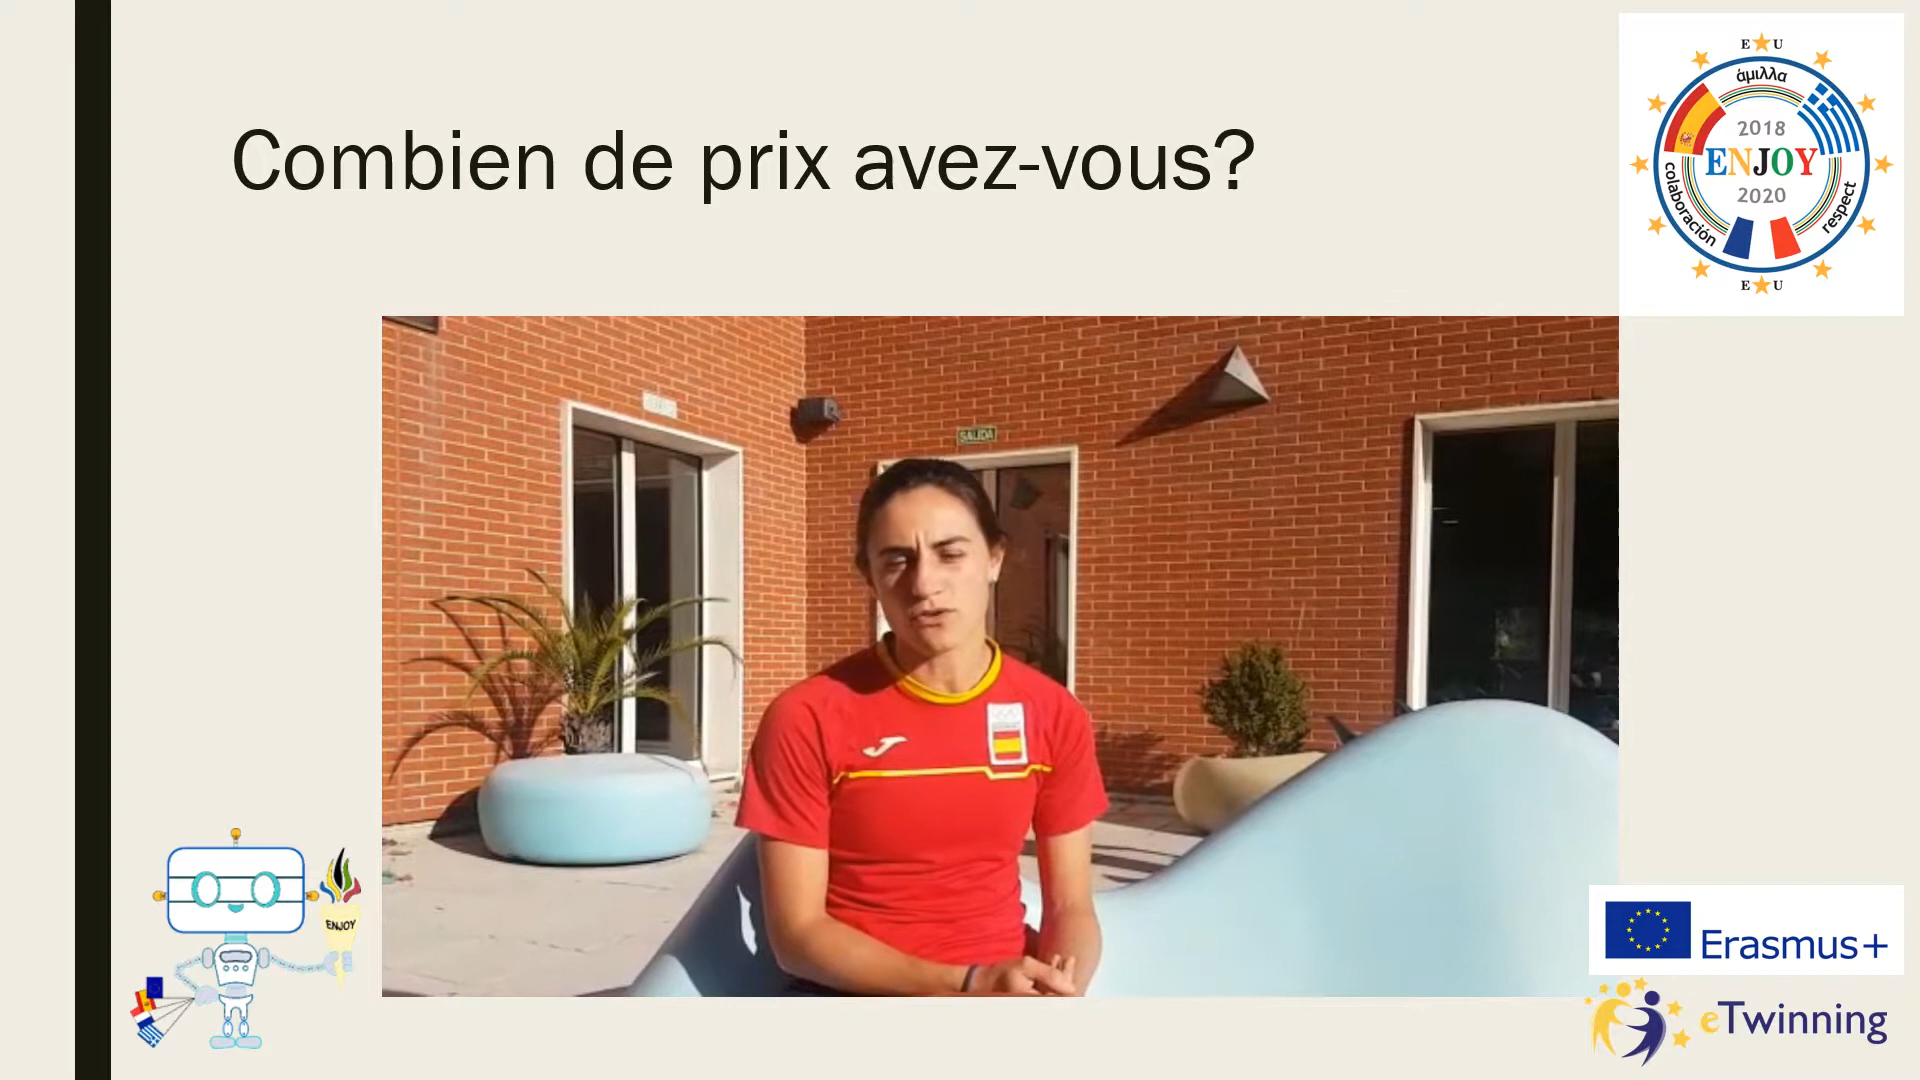 Combien de prix avez-vous?
E U
άμιλλα
2018
ENJOY
2020
colaboración
respect
E U
SALIDA
ENJOY
Erasmus+
eTwinning